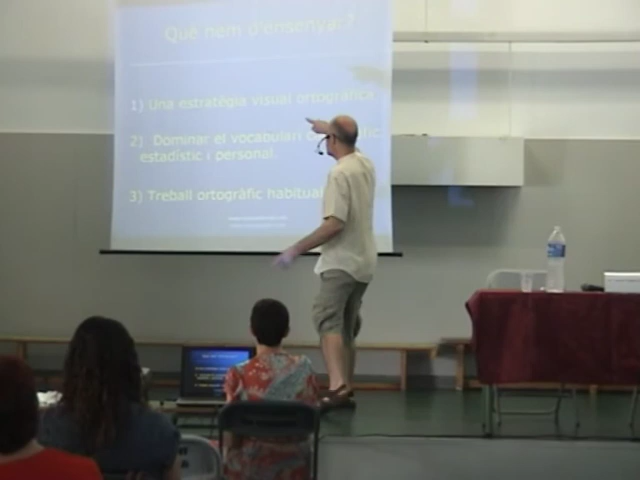 Què hem d'ensenyar?
1) Una estratègia visual ortogràfica
2) Dominar el vocabulari
estadístic i personal.
3) Treball ortogràfic habitual